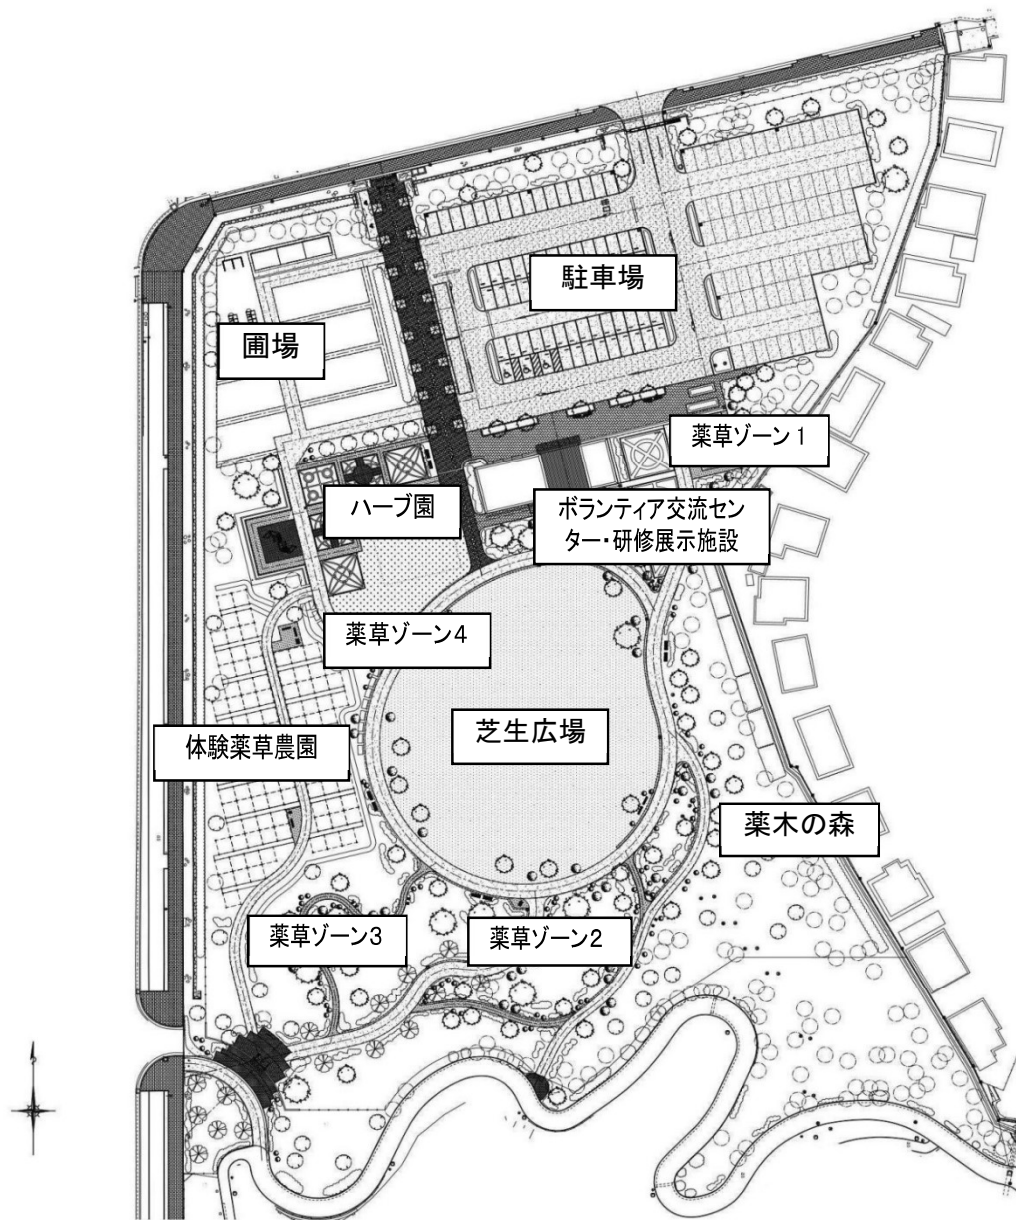 駐車場
圃場
薬草ゾーン1
ハーブ園
ボランティア交流セン
ター・研修展示施設
薬草ゾーン4
芝生広場
体験薬草農園
薬木の森
薬草ゾーン3
薬草ゾーン2